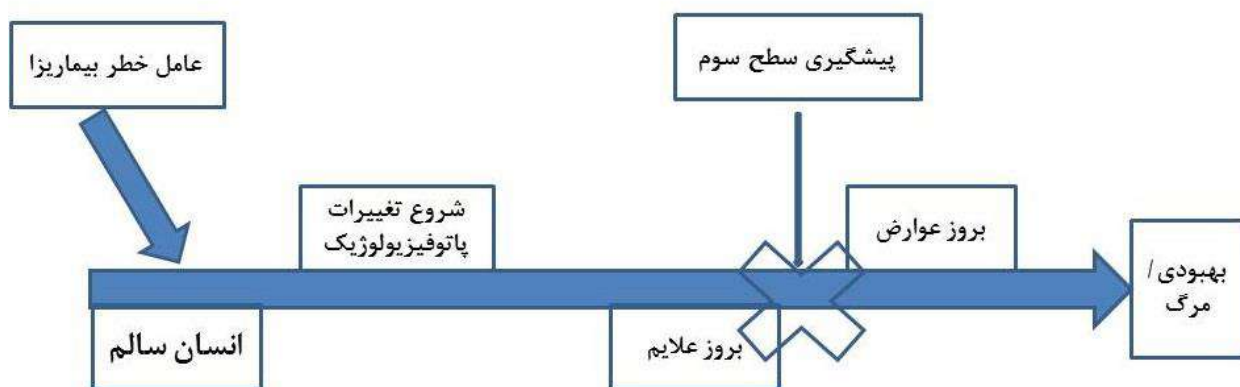 عامل خطر بیماریزا
پیشگیری سطح سوم
شروع تغییرات
پاتوفیزیولوژیک
بروز عوارض
بهبودی/
مرگ
انسان سالم
بروز علایم